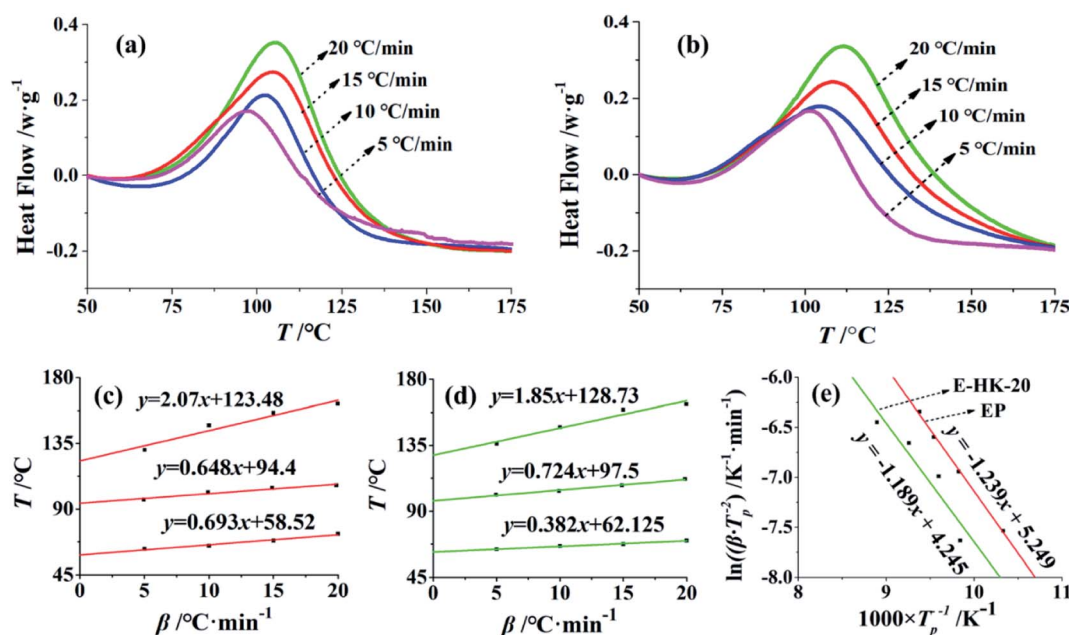 (a)
20 °C/min
15 °C/min
10 °C/min
5 °C/min
0.4
0.2
0.0
-0.2
Heat Flow /w·g⁻¹
50 75 100 125 150 175
T /°C
(b)
20 °C/min
15 °C/min
10 °C/min
5 °C/min
0.4
0.2
0.0
-0.2
Heat Flow /w·g⁻¹
50 75 100 125 150 175
T /°C
(c)
180
135
90
45
T /°C
y=2.07x+123.48
y=0.648x+94.4
y=0.693x+58.52
0 5 10 15 20
β /°C·min⁻¹
(d)
180
135
90
45
T /°C
y=1.85x+128.73
y=0.724x+97.5
y=0.382x+62.125
0 5 10 15 20
β /°C·min⁻¹
(e)
-6.0
-6.5
-7.0
-7.5
-8.0
ln((β·Tₚ⁻²) /K⁻¹·min⁻¹)
E-HK-20
EP
y = -1.189x + 4.245
y = -1.239x + 5.249
8 9 10 11
1000×Tₚ⁻¹ /K⁻¹